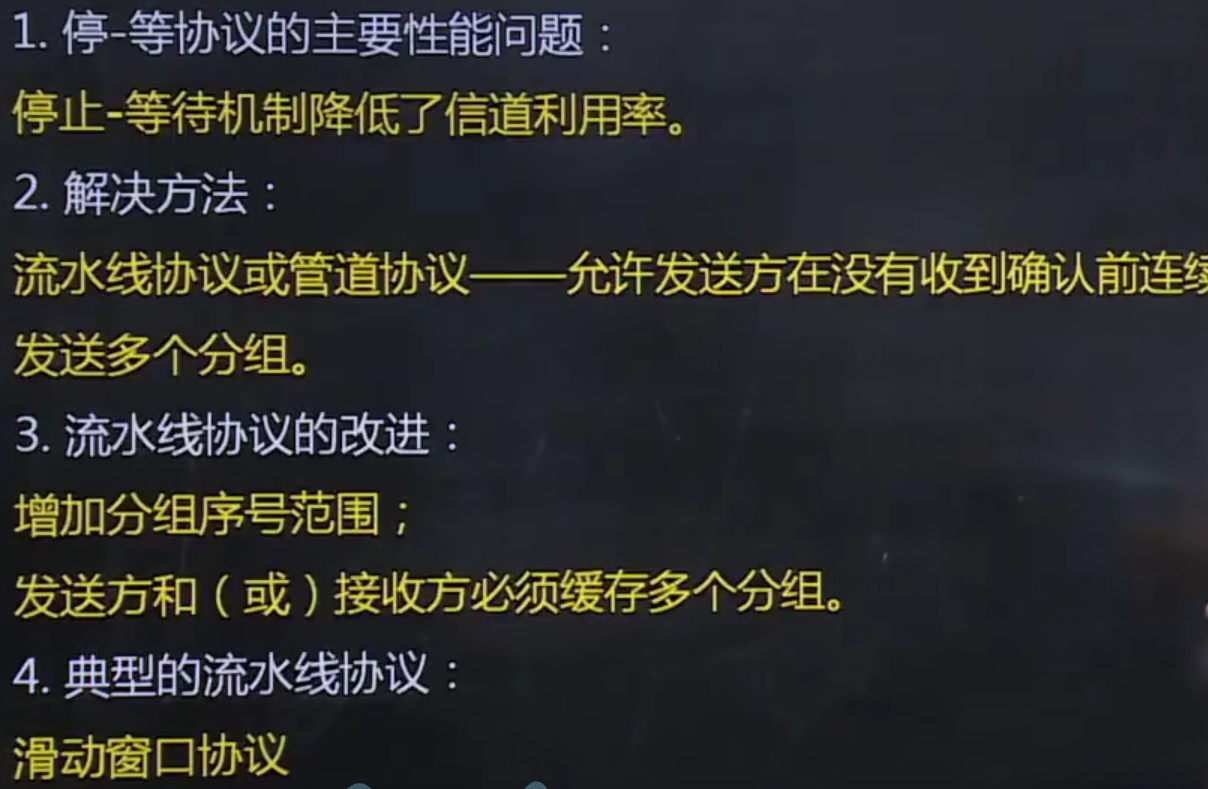 1. 停-等协议的主要性能问题：
停止-等待机制降低了信道利用率。
2. 解决方法：
流水线协议或管道协议——允许发送方在没有收到确认前连续
发送多个分组。
3. 流水线协议的改进：
增加分组序号范围；
发送方和（或）接收方必须缓存多个分组。
4. 典型的流水线协议：
滑动窗口协议